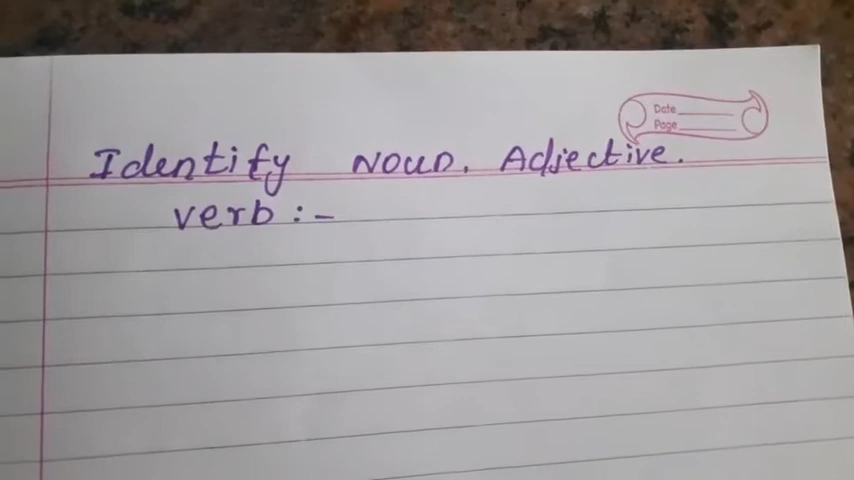 Date
Page
Identify Noun. Adjective.
verb :-